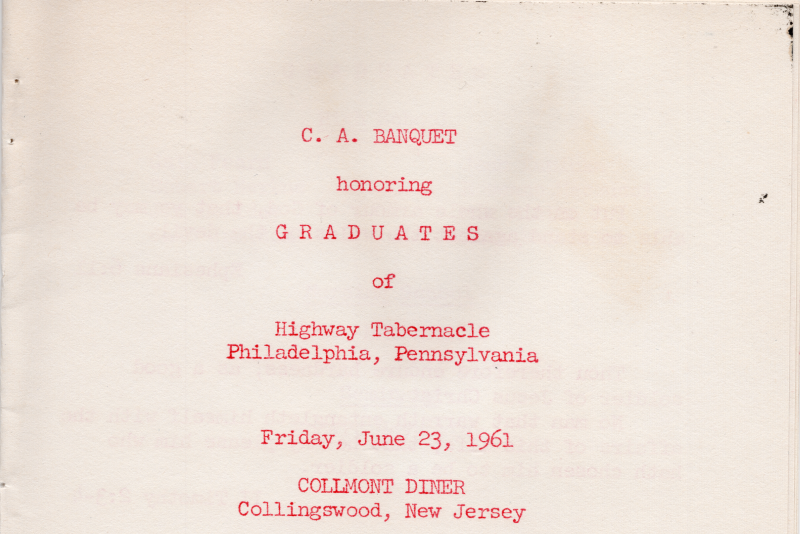 C. A. BANQUET
honoring
G R A D U A T E S
of
Highway Tabernacle
Philadelphia, Pennsylvania
Friday, June 23, 1961
COLLMONT DINER
Collingswood, New Jersey